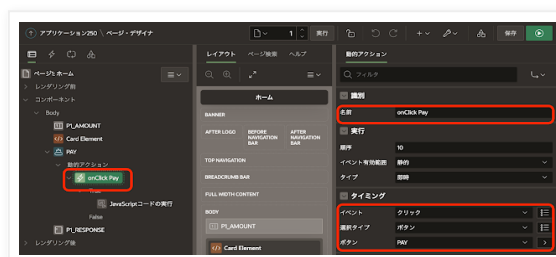 アプリケーション250 \ ページ・デザイナ
1
実行
保存
レイアウト
ページ検索
ヘルプ
動的アクション
ページ1: ホーム
レンダリング前
コンポーネント
Body
P1_AMOUNT
Card Element
PAY
動的アクション
onClick Pay
True
JavaScriptコードの実行
False
P1_RESPONSE
レンダリング後
ホーム
BANNER
AFTER LOGO
BEFORE NAVIGATION BAR
AFTER NAVIGATION BAR
TOP NAVIGATION
BREADCRUMB BAR
FULL WIDTH CONTENT
BODY
P1_AMOUNT
Card Element
フィルタ
識別
名前
onClick Pay
実行
順序
10
イベント有効範囲
静的
タイプ
即時
タイミング
イベント
クリック
選択タイプ
ボタン
ボタン
PAY